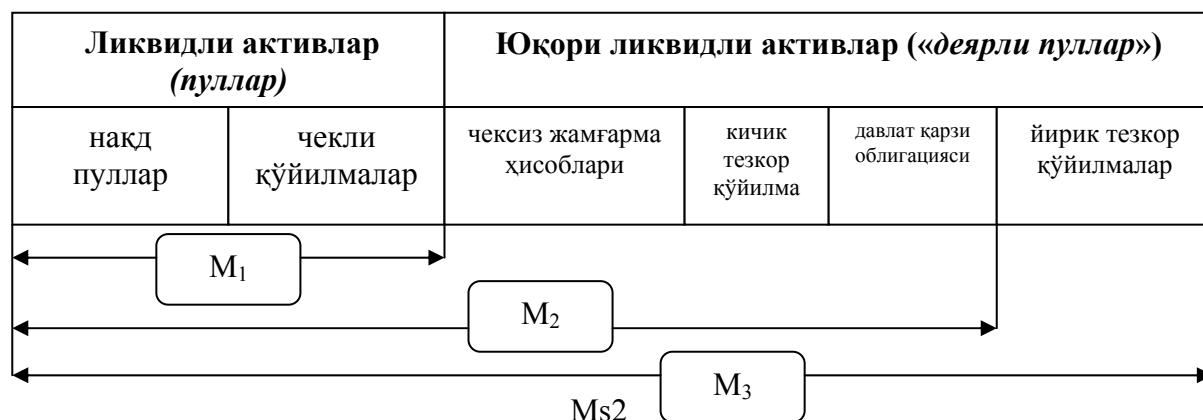 Ликвидли активлар
(пуллар)
Юқори ликвидли активлар («деярли пуллар»)
нақд
пуллар
чекли
қўйилмалар
чексиз жамғарма
ҳисоблари
кичик
тезкор
қўйилма
давлат қарзи
облигацияси
йирик тезкор
қўйилмалар
M₁
M₂
M₃
Ms2